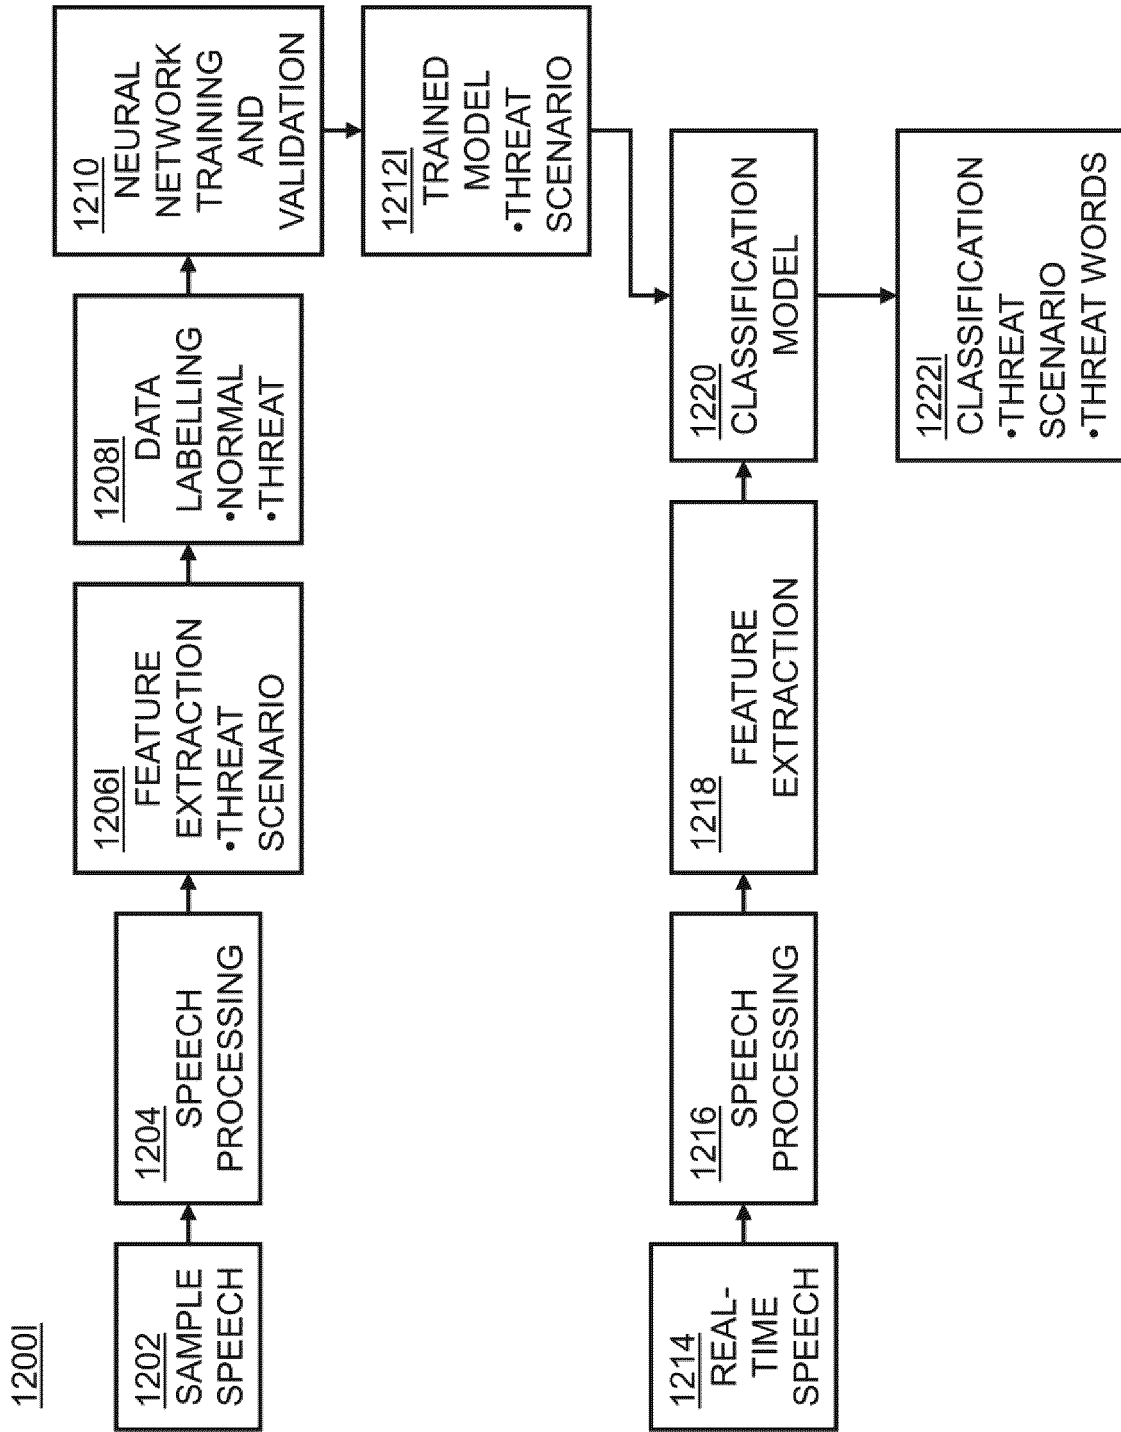 1200I
1202
SAMPLE
SPEECH
1204
SPEECH
PROCESSING
1206I
FEATURE
EXTRACTION
•THREAT
SCENARIO
1208I
DATA
LABELLING
•NORMAL
•THREAT
1210
NEURAL
NETWORK
TRAINING
AND
VALIDATION
1212I
TRAINED
MODEL
•THREAT
SCENARIO
1214
REAL-
TIME
SPEECH
1216
SPEECH
PROCESSING
1218
FEATURE
EXTRACTION
1220
CLASSIFICATION
MODEL
1222I
CLASSIFICATION
•THREAT
SCENARIO
•THREAT WORDS